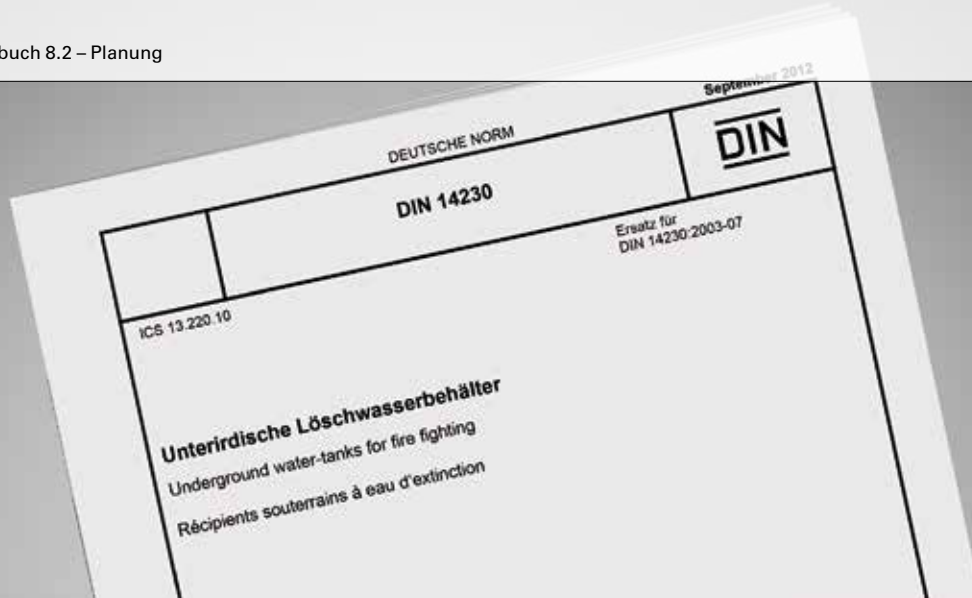 buch 8.2 – Planung
September 2012
DEUTSCHE NORM
DIN
DIN 14230
Ersatz für
DIN 14230:2003-07
ICS 13.220.10
Unterirdische Löschwasserbehälter
Underground water-tanks for fire fighting
Récipients souterrains à eau d'extinction